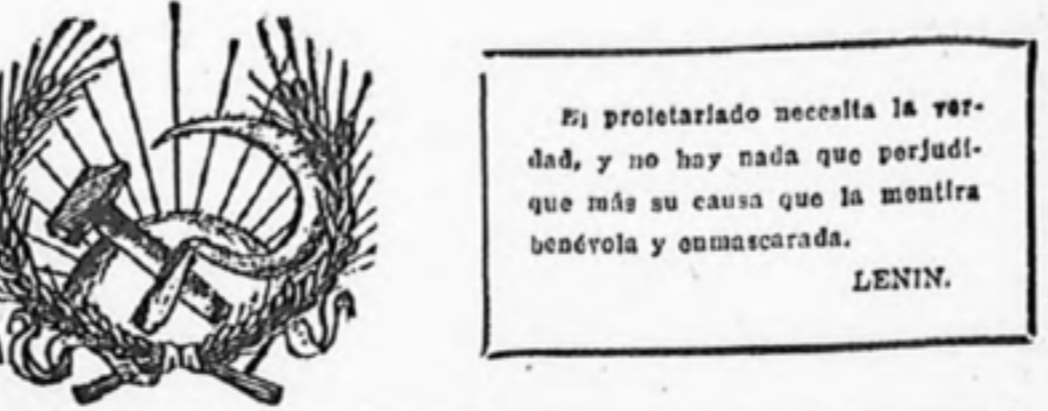 El proletariado necesita la ver-
dad, y no hay nada que perjudi-
que más su causa que la mentira
benévola y enmascarada.
LENIN.